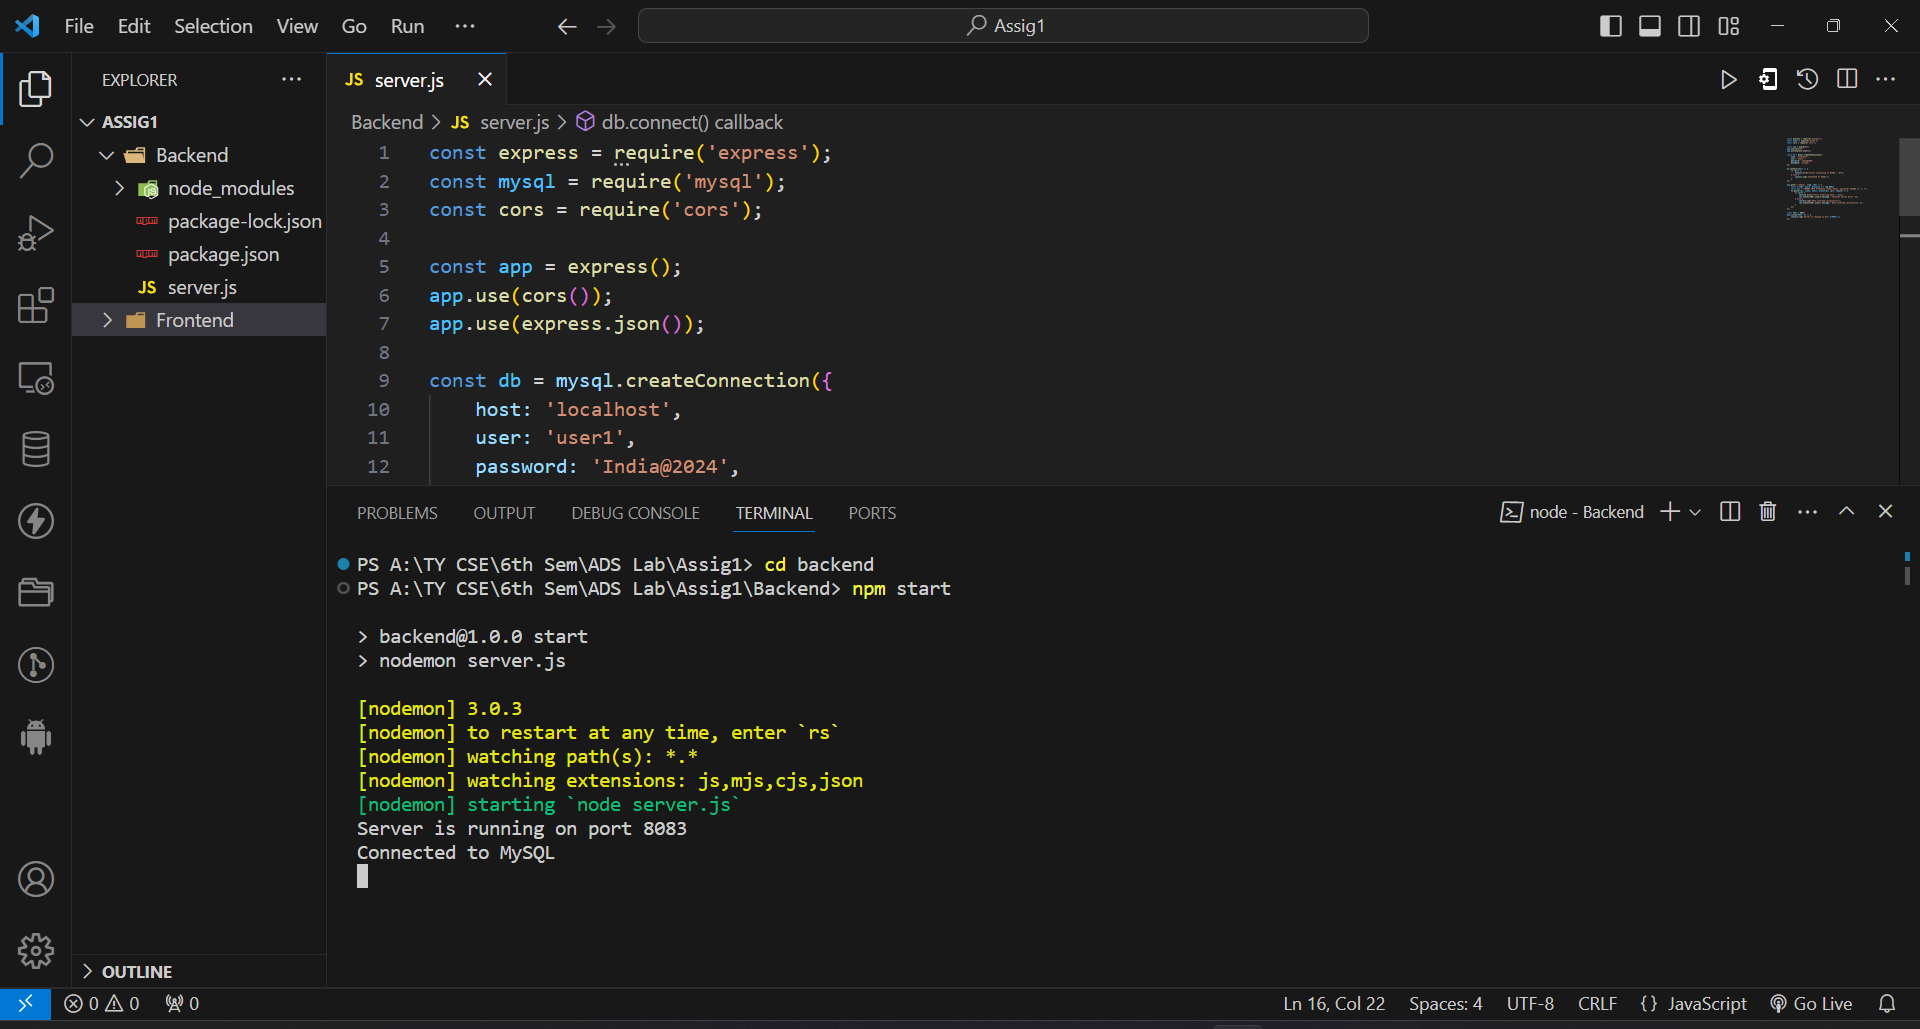 File Edit Selection View Go Run
Assig1
EXPLORER
ASSIG1
Backend
node_modules
package-lock.json
package.json
JS server.js
Frontend
OUTLINE
JS server.js
Backend > JS server.js > db.connect() callback
1 const express = require('express');
2 const mysql = require('mysql');
3 const cors = require('cors');
4
5 const app = express();
6 app.use(cors());
7 app.use(express.json());
8
9 const db = mysql.createConnection({
10 host: 'localhost',
11 user: 'user1',
12 password: 'India@2024',
PROBLEMS OUTPUT DEBUG CONSOLE TERMINAL PORTS
node - Backend
PS A:\TY CSE\6th Sem\ADS Lab\Assig1> cd backend
PS A:\TY CSE\6th Sem\ADS Lab\Assig1\Backend> npm start
> backend@1.0.0 start
> nodemon server.js
[nodemon] 3.0.3
[nodemon] to restart at any time, enter `rs`
[nodemon] watching path(s): *.*
[nodemon] watching extensions: js,mjs,cjs,json
[nodemon] starting `node server.js`
Server is running on port 8083
Connected to MySQL
0 0 0
Ln 16, Col 22 Spaces: 4 UTF-8 CRLF {} JavaScript Go Live